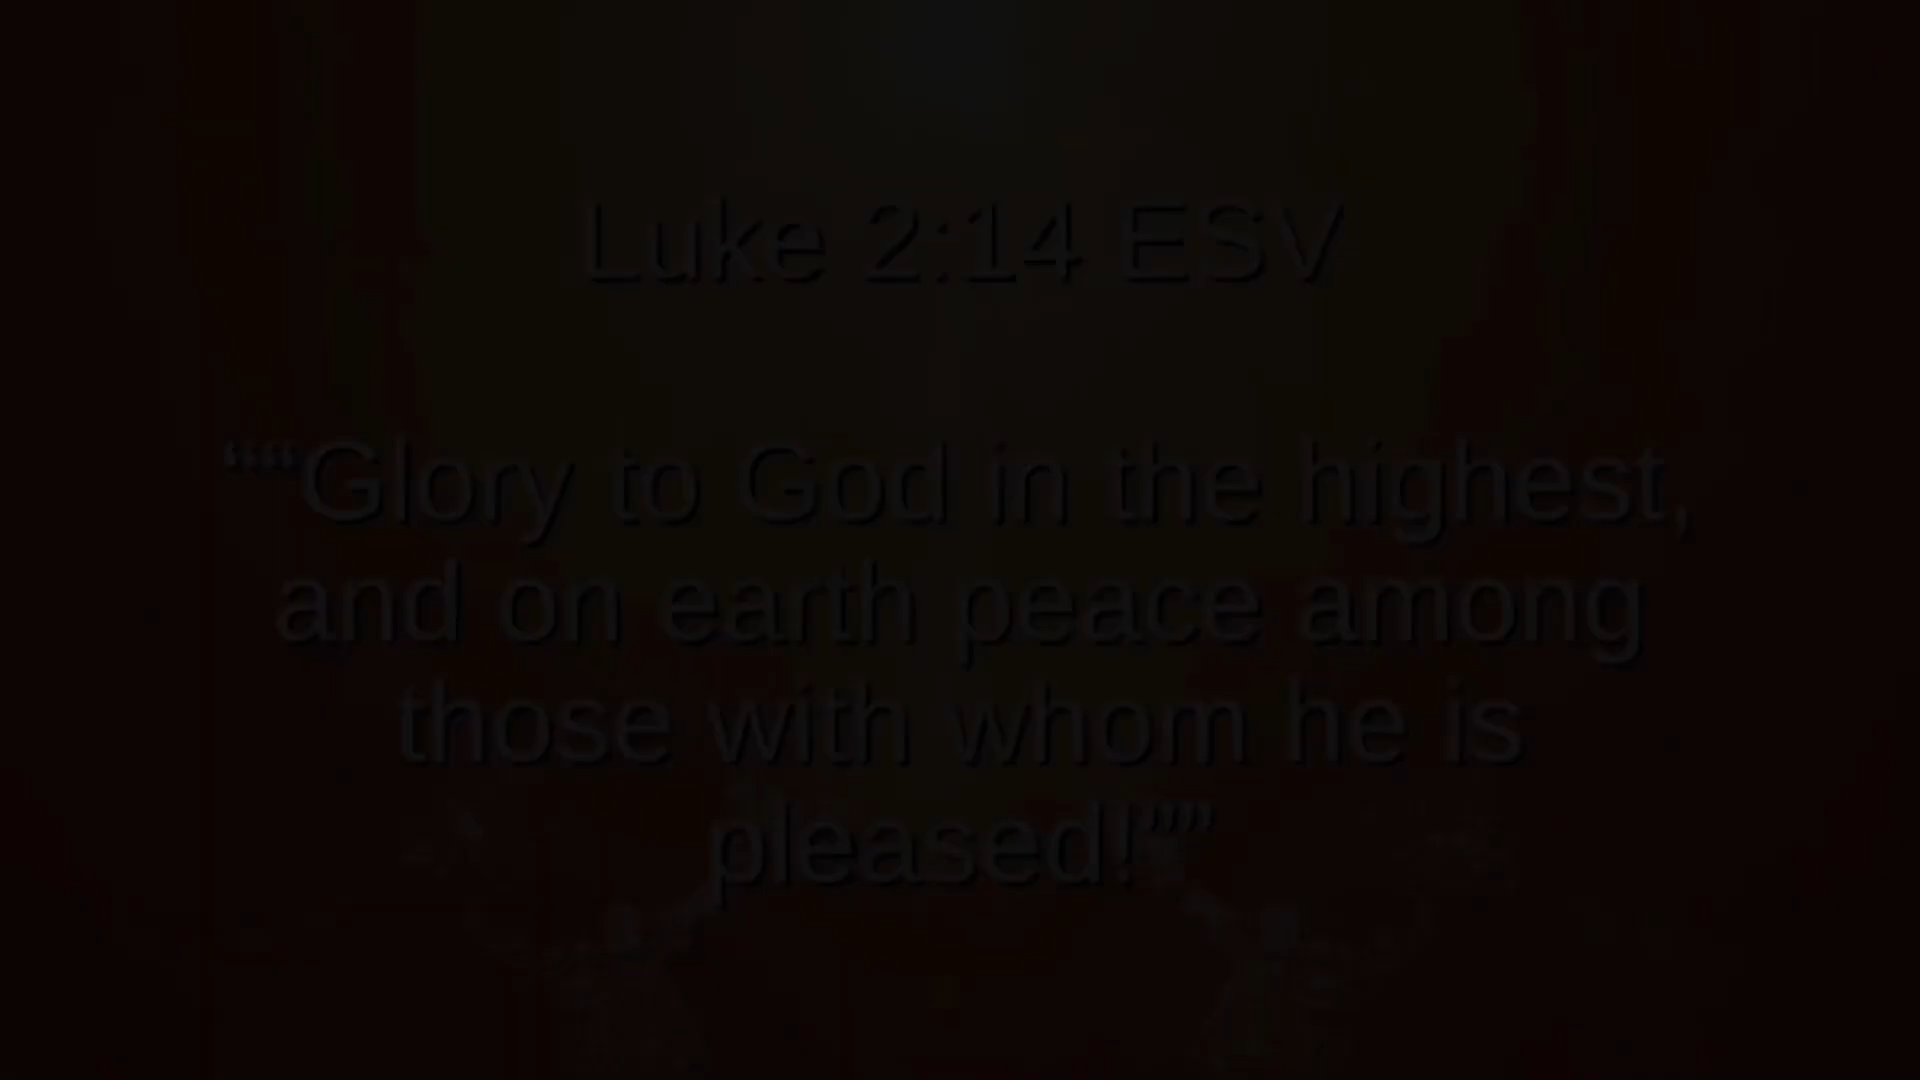 Luke 2:14 ESV
““Glory to God in the highest,
and on earth peace among
those with whom he is
pleased!””